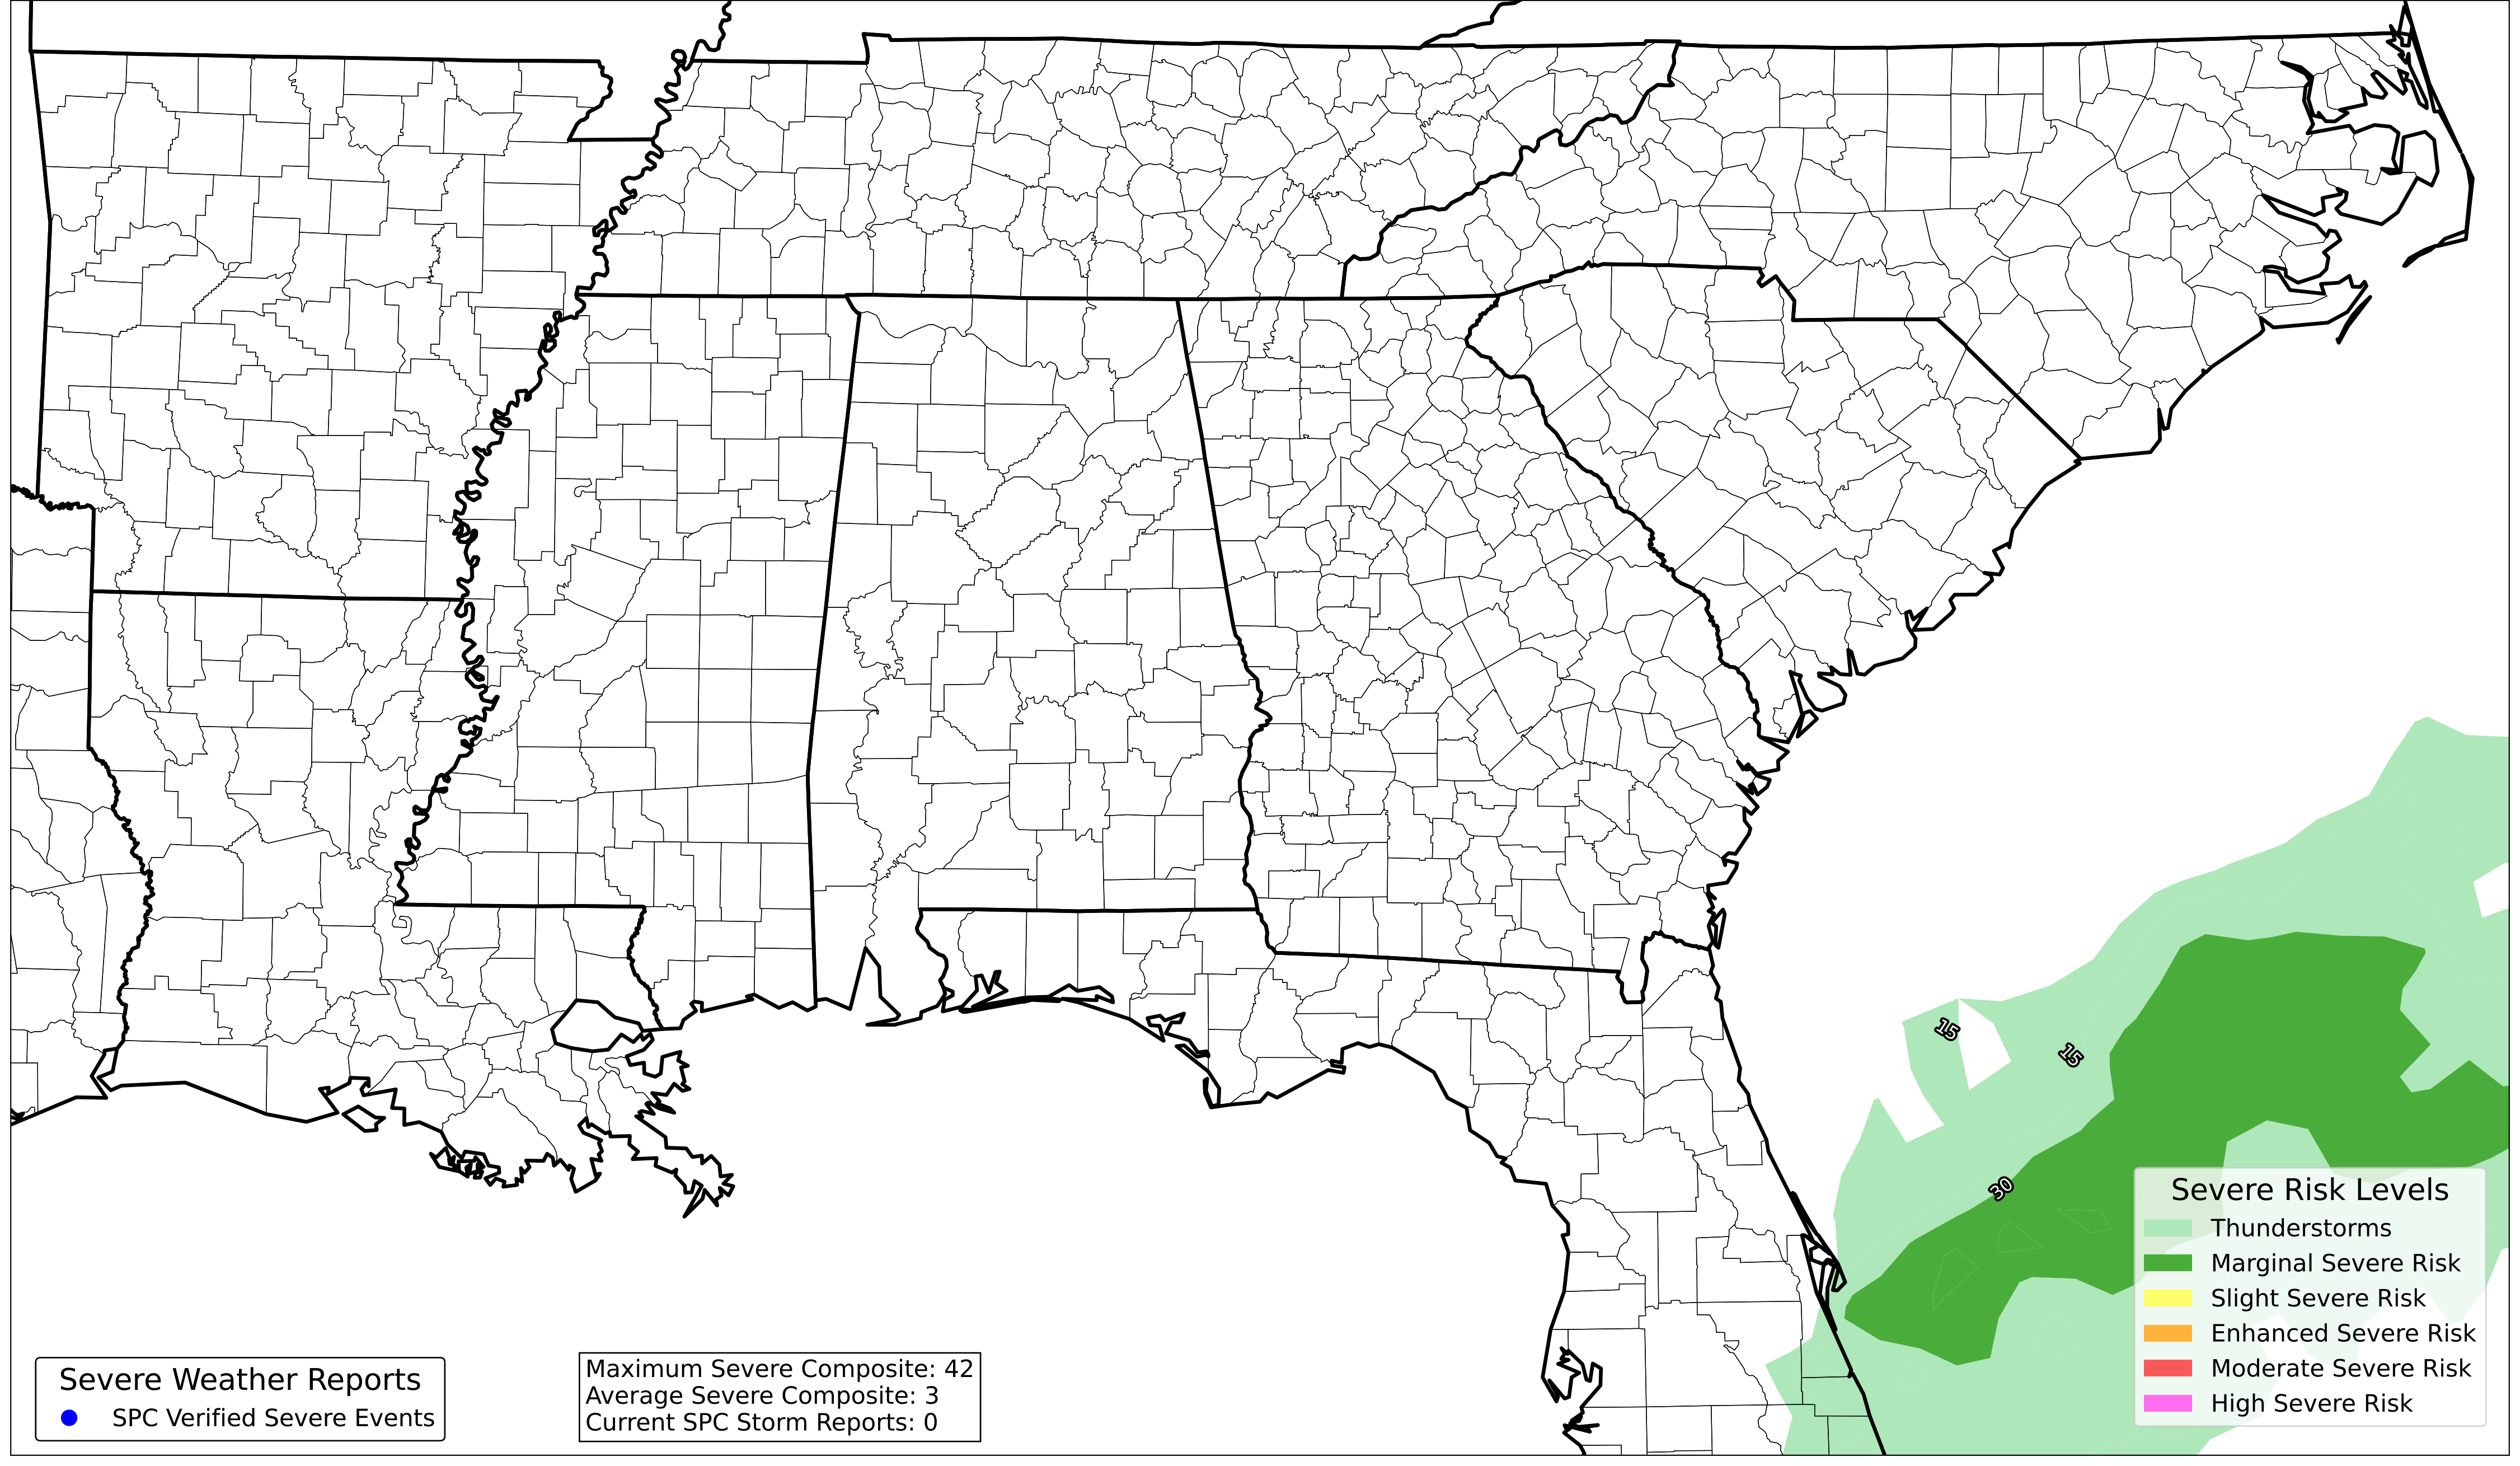 15
15
30
Severe Risk Levels
Thunderstorms
Marginal Severe Risk
Slight Severe Risk
Enhanced Severe Risk
Moderate Severe Risk
High Severe Risk
Severe Weather Reports
SPC Verified Severe Events
Maximum Severe Composite: 42
Average Severe Composite: 3
Current SPC Storm Reports: 0